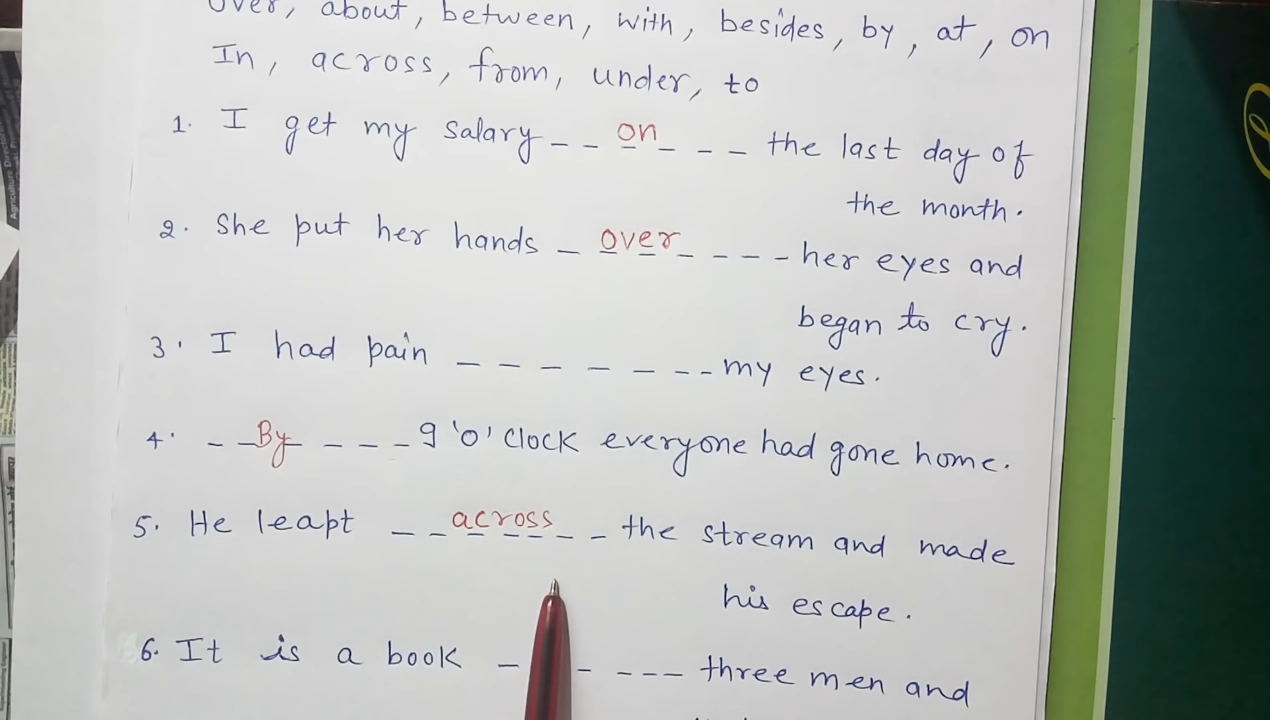 over, about, between, with, besides, by, at, on
In, across, from, under, to
1. I get my salary -- on --- the last day of
the month.
2. She put her hands - over ---- her eyes and
began to cry.
3. I had pain ------- my eyes.
4. -- By --- 9 'o' clock everyone had gone home.
5. He leapt -- across -- the stream and made
his escape.
6. It is a book - - --- three men and